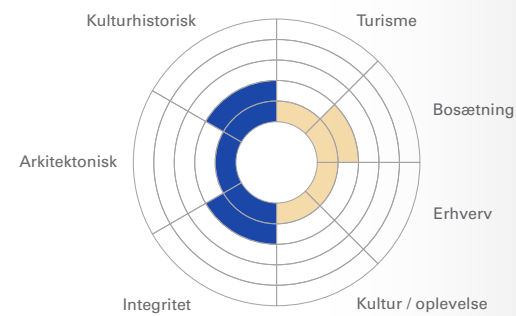 Kulturhistorisk
Turisme
Bosætning
Arkitektonisk
Erhverv
Integritet
Kultur / oplevelse